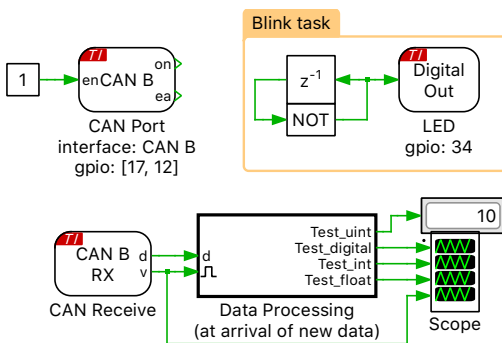 Blink task
TI
on
1
en CAN B
ea
CAN Port
interface: CAN B
gpio: [17, 12]
z-1
NOT
TI
Digital
Out
LED
gpio: 34
10
TI
CAN B
RX
d
v
CAN Receive
d
Test_uint
Test_digital
Test_int
Test_float
Data Processing
(at arrival of new data)
Scope